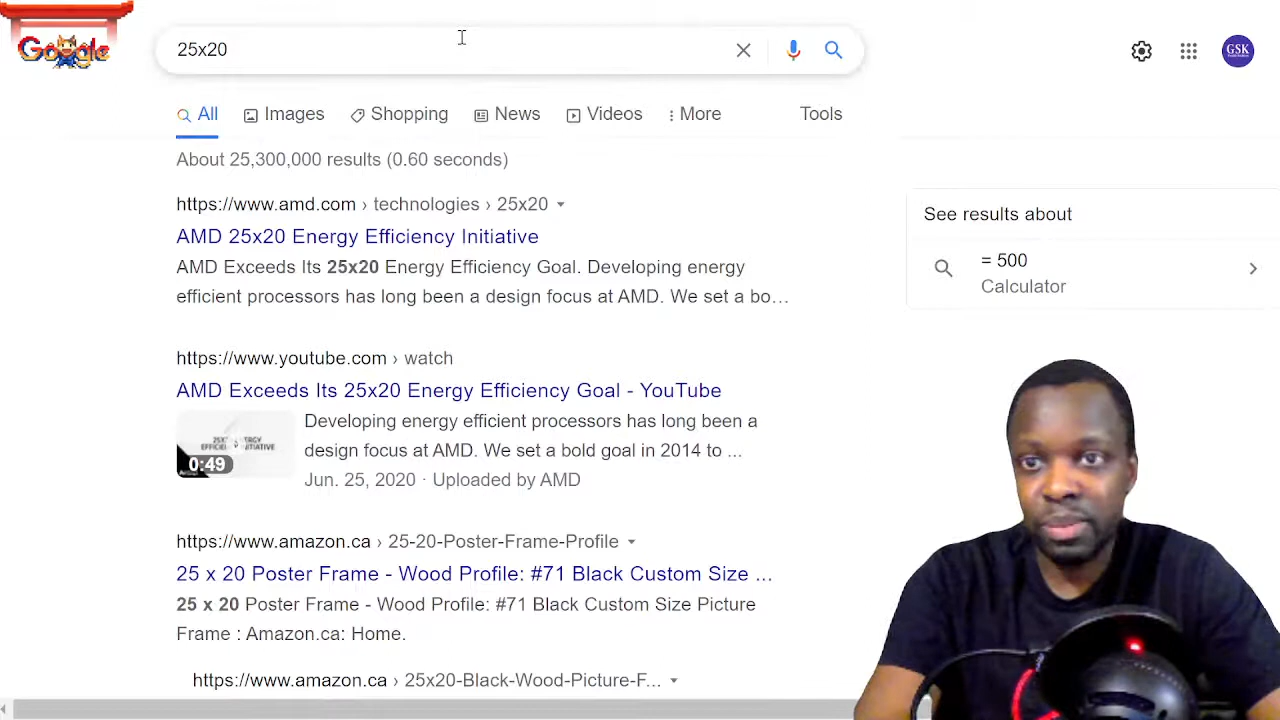 Google
25x20
GSK
All Images Shopping News Videos More Tools
About 25,300,000 results (0.60 seconds)
https://www.amd.com › technologies › 25x20
AMD 25x20 Energy Efficiency Initiative
AMD Exceeds Its 25x20 Energy Efficiency Goal. Developing energy
efficient processors has long been a design focus at AMD. We set a bo...
https://www.youtube.com › watch
AMD Exceeds Its 25x20 Energy Efficiency Goal - YouTube
0:49
Developing energy efficient processors has long been a
design focus at AMD. We set a bold goal in 2014 to ...
Jun. 25, 2020 · Uploaded by AMD
https://www.amazon.ca › 25-20-Poster-Frame-Profile
25 x 20 Poster Frame - Wood Profile: #71 Black Custom Size ...
25 x 20 Poster Frame - Wood Profile: #71 Black Custom Size Picture
Frame : Amazon.ca: Home.
https://www.amazon.ca › 25x20-Black-Wood-Picture-F...
See results about
= 500
Calculator